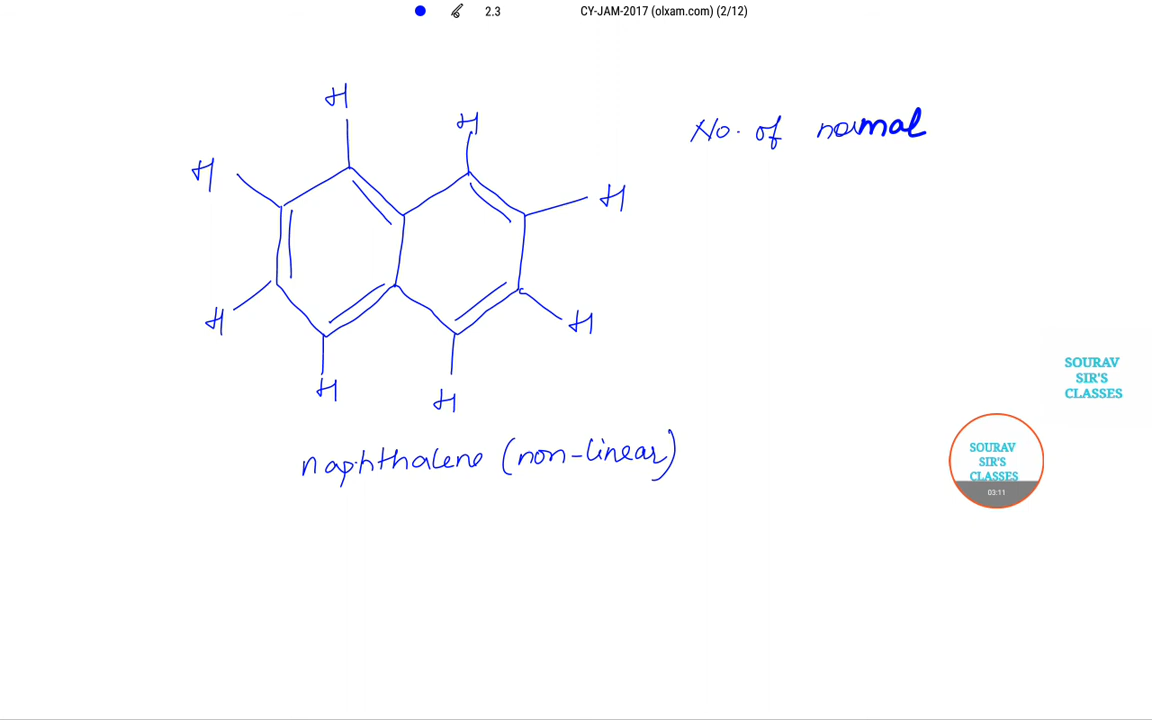 2.3 CY-JAM-2017 (olxam.com) (2/12)
H
H
No. of normal
H
H
H
H
H
H
naphthalene (non-linear)
SOURAV
SIR'S
CLASSES
SOURAV
SIR'S
CLASSES
03:11